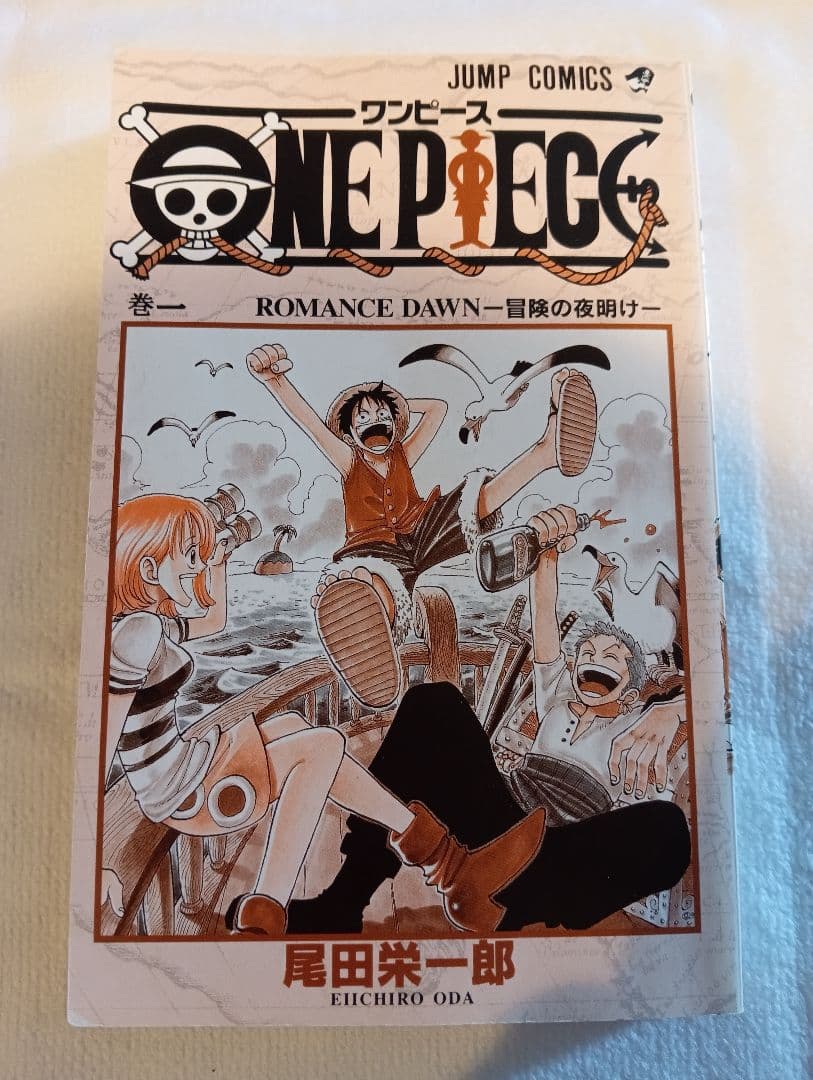 JUMP COMICS
ワンピース
ONE PIECE
巻一
ROMANCE DAWN—冒険の夜明け—
尾田栄一郎
EIICHIRO ODA